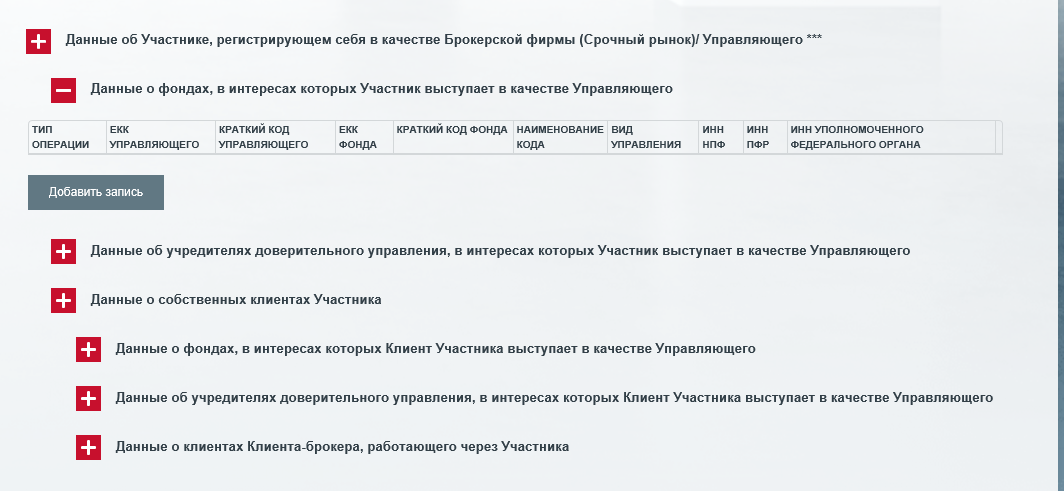 Данные об Участнике, регистрирующем себя в качестве Брокерской фирмы (Срочный рынок)/ Управляющего ***
Данные о фондах, в интересах которых Участник выступает в качестве Управляющего
ТИП ОПЕРАЦИИ ЕКК УПРАВЛЯЮЩЕГО КРАТКИЙ КОД УПРАВЛЯЮЩЕГО ЕКК ФОНДА КРАТКИЙ КОД ФОНДА НАИМЕНОВАНИЕ КОДА ВИД УПРАВЛЕНИЯ ИНН НПФ ИНН ПФР ИНН УПОЛНОМОЧЕННОГО ФЕДЕРАЛЬНОГО ОРГАНА
Добавить запись
Данные об учредителях доверительного управления, в интересах которых Участник выступает в качестве Управляющего
Данные о собственных клиентах Участника
Данные о фондах, в интересах которых Клиент Участника выступает в качестве Управляющего
Данные об учредителях доверительного управления, в интересах которых Клиент Участника выступает в качестве Управляющего
Данные о клиентах Клиента-брокера, работающего через Участника